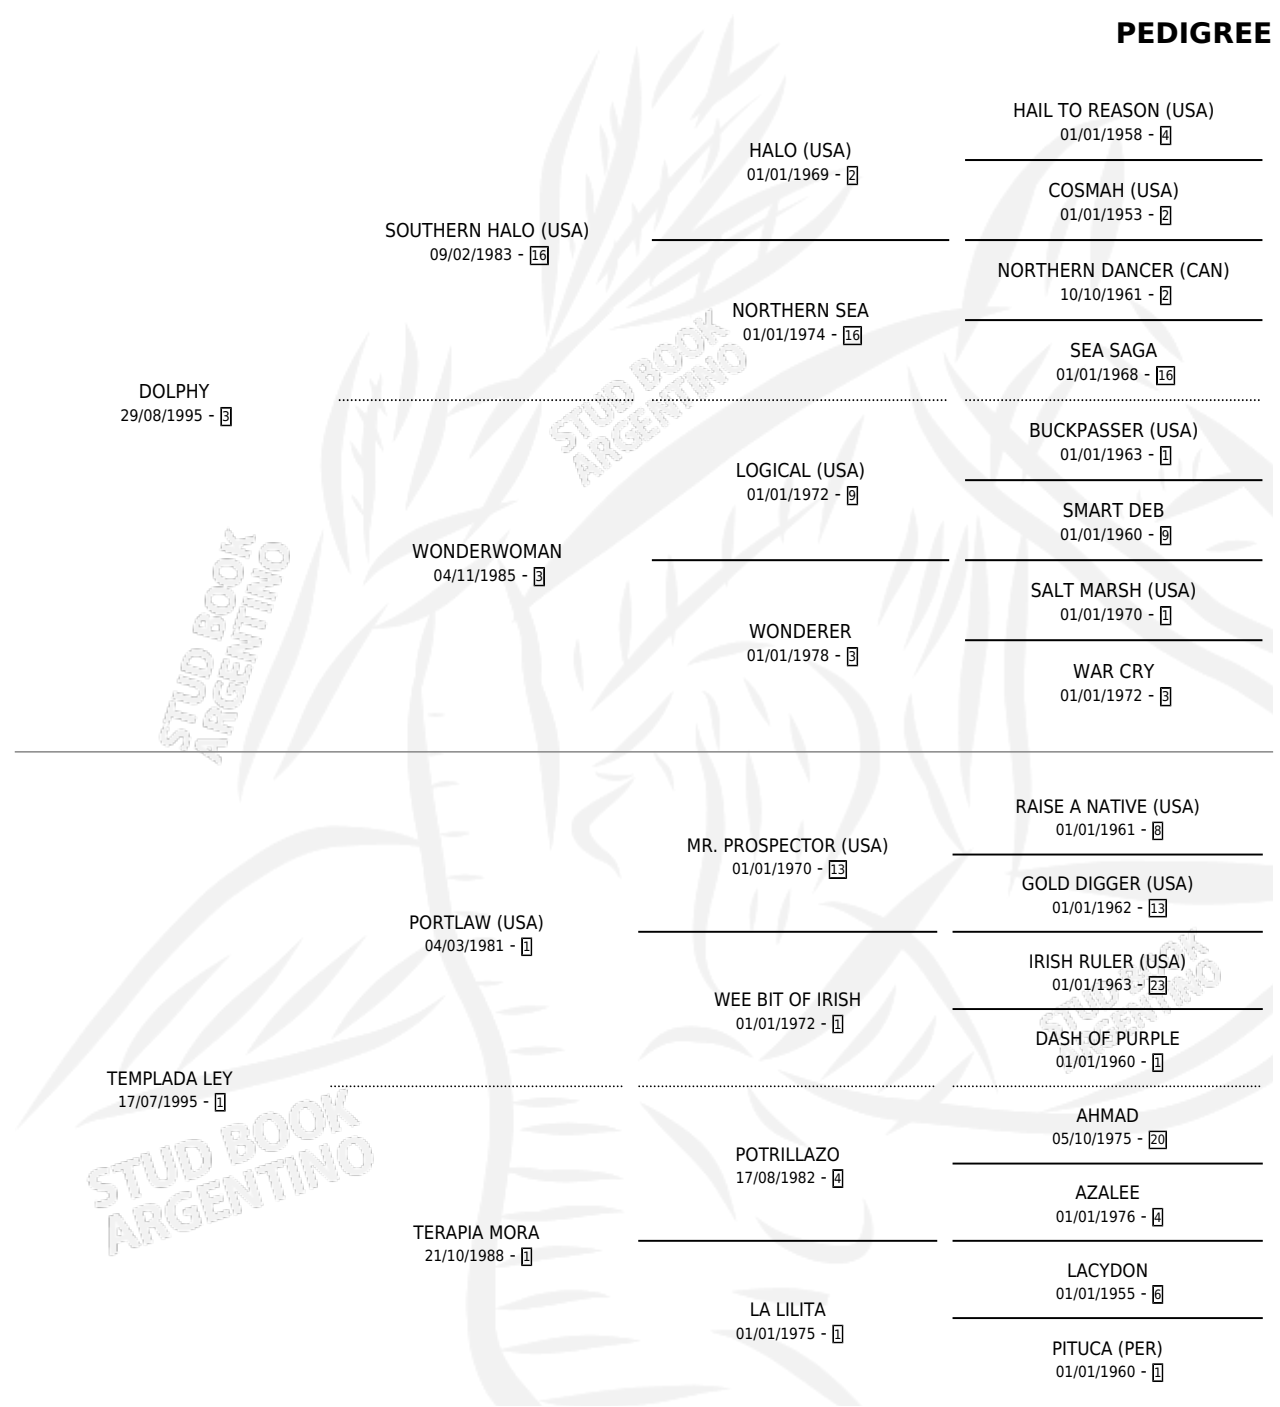 PEDIGREE
HAIL TO REASON (USA)
01/01/1958 - 4
HALO (USA)
01/01/1969 - 2
COSMAH (USA)
01/01/1953 - 2
SOUTHERN HALO (USA)
09/02/1983 - 16
NORTHERN DANCER (CAN)
10/10/1961 - 2
NORTHERN SEA
01/01/1974 - 16
SEA SAGA
01/01/1968 - 16
DOLPHY
29/08/1995 - 3
BUCKPASSER (USA)
01/01/1963 - 1
LOGICAL (USA)
01/01/1972 - 9
SMART DEB
01/01/1960 - 9
WONDERWOMAN
04/11/1985 - 3
SALT MARSH (USA)
01/01/1970 - 1
WONDERER
01/01/1978 - 3
WAR CRY
01/01/1972 - 3
STUD BOOK
ARGENTINO
STUD BOOK
ARGENTINO
RAISE A NATIVE (USA)
01/01/1961 - 8
MR. PROSPECTOR (USA)
01/01/1970 - 13
GOLD DIGGER (USA)
01/01/1962 - 13
PORTLAW (USA)
04/03/1981 - 1
IRISH RULER (USA)
01/01/1963 - 23
WEE BIT OF IRISH
01/01/1972 - 1
DASH OF PURPLE
01/01/1960 - 1
STUD BOOK
ARGENTINO
TEMPLADA LEY
17/07/1995 - 1
AHMAD
05/10/1975 - 20
POTRILLAZO
17/08/1982 - 4
AZALEE
01/01/1976 - 4
TERAPIA MORA
21/10/1988 - 1
LACYDON
01/01/1955 - 6
LA LILITA
01/01/1975 - 1
PITUCA (PER)
01/01/1960 - 1
STUD BOOK
ARGENTINO